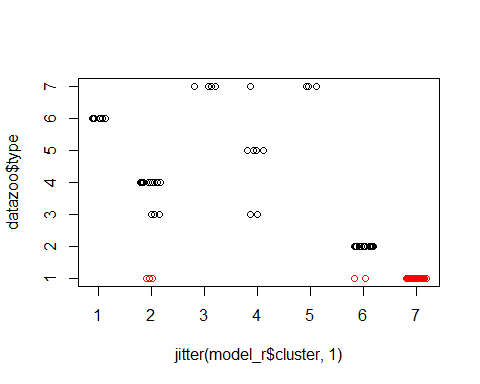 datazoo$type
7
6
5
4
3
2
1
1 2 3 4 5 6 7
jitter(model_r$cluster, 1)